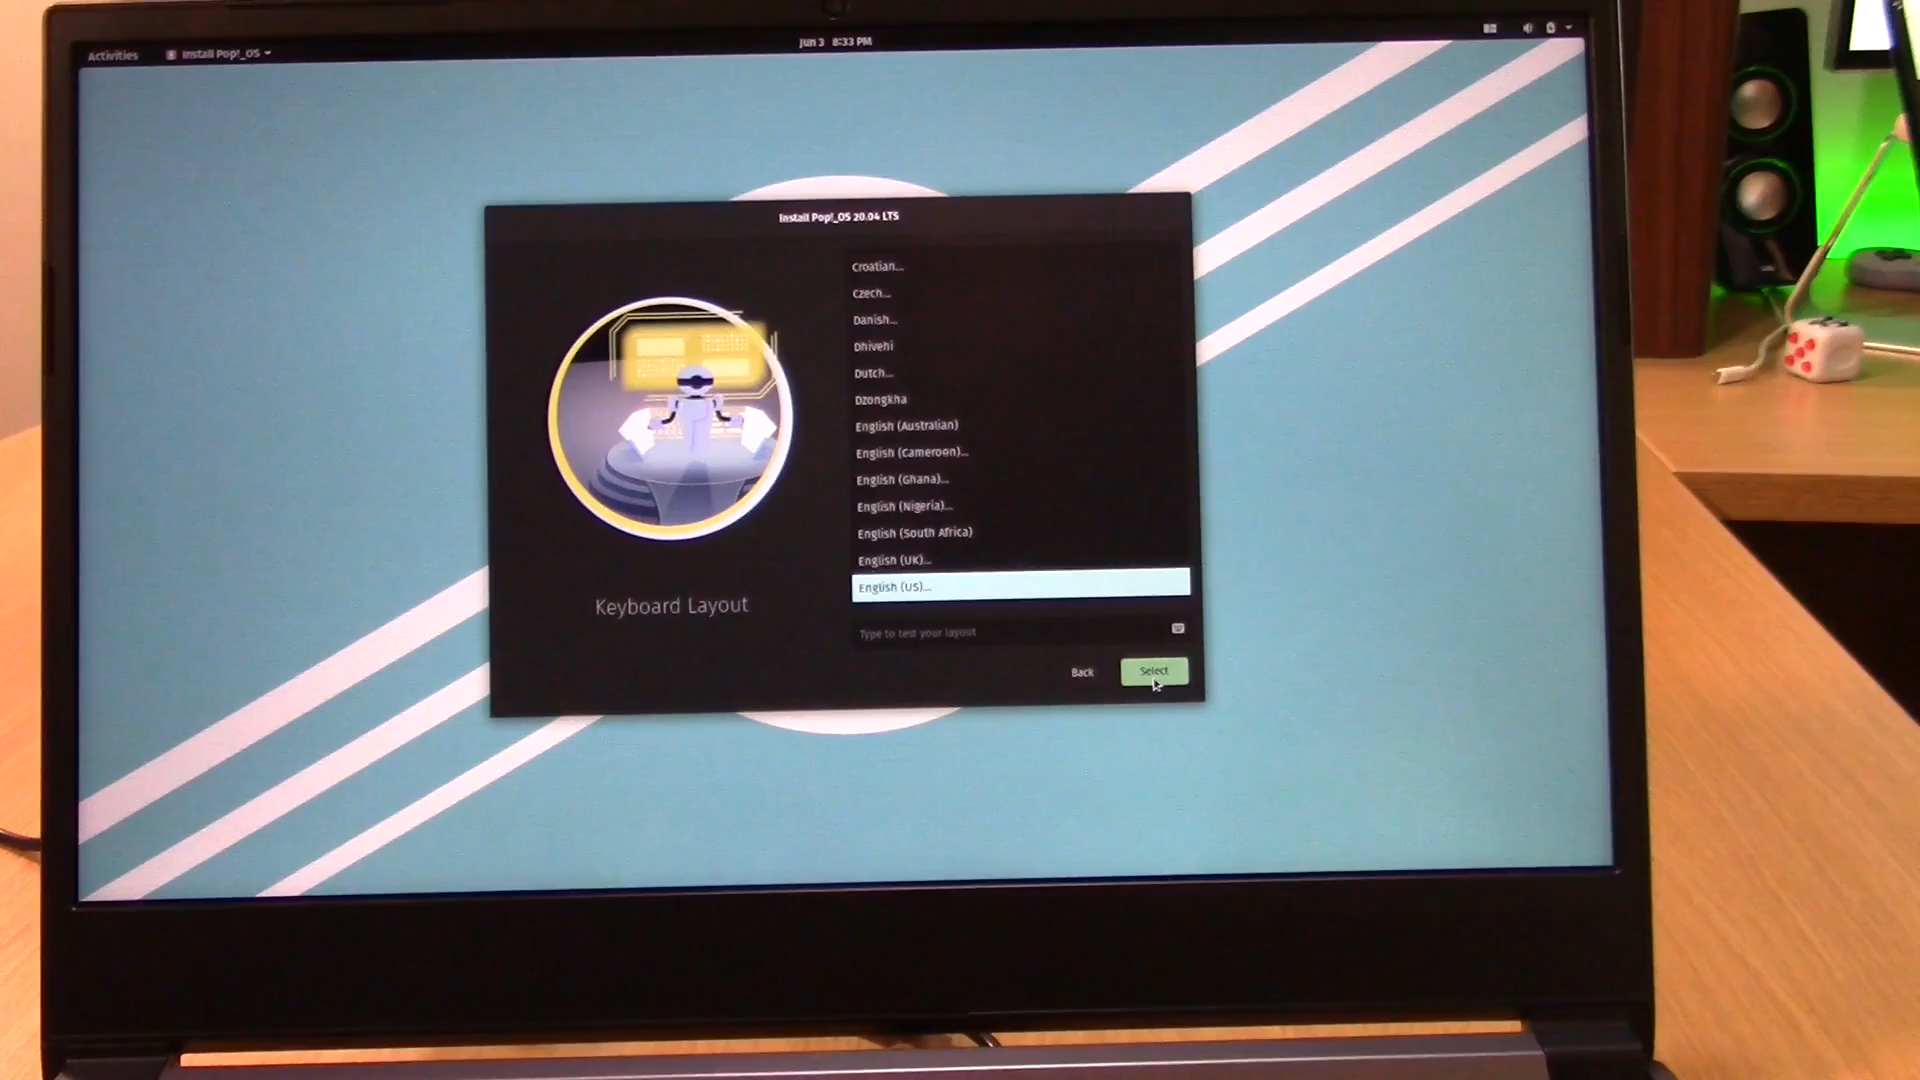 Activities
Install Pop!_OS
Jun 3 8:33 PM
Install Pop!_OS 20.04 LTS
Croatian...
Czech...
Danish...
Dhivehi
Dutch...
Dzongkha
English (Australian)
English (Cameroon)...
English (Ghana)...
English (Nigeria)...
English (South Africa)
English (UK)...
English (US)...
Keyboard Layout
Type to test your layout
Back
Select